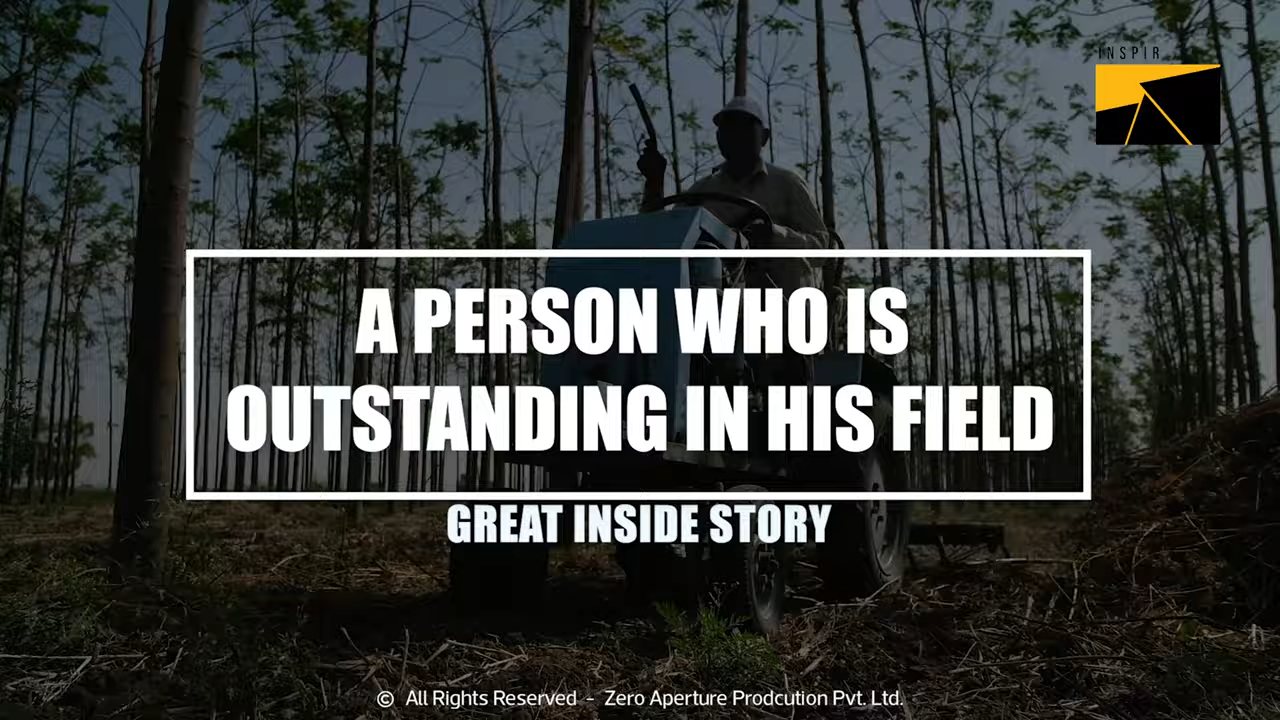 INSPIR
A PERSON WHO IS
OUTSTANDING IN HIS FIELD
GREAT INSIDE STORY
© All Rights Reserved - Zero Aperture Prodcution Pvt. Ltd.